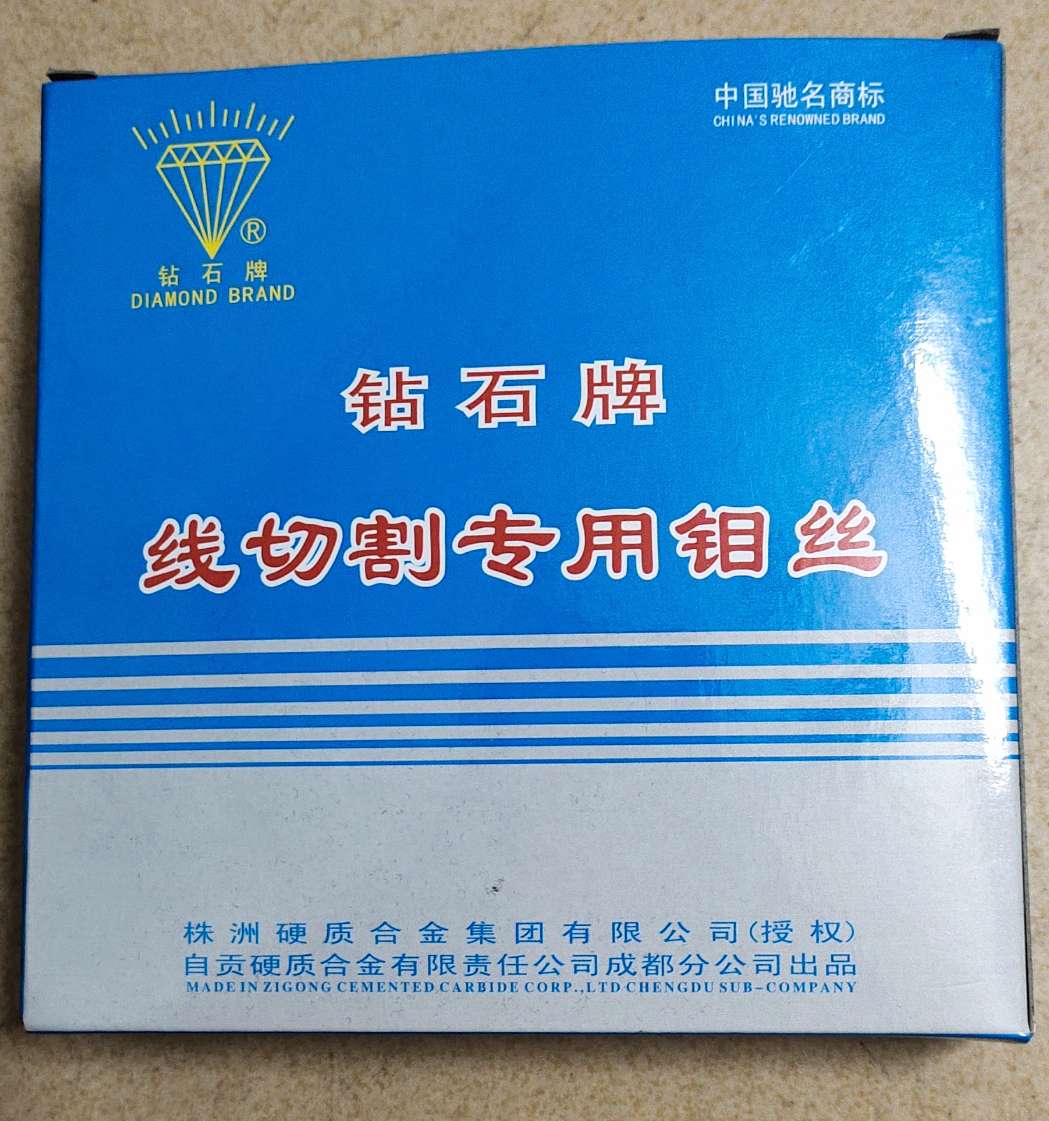 中国驰名商标
CHINA'S RENOWNED BRAND
®
钻石牌
DIAMOND BRAND
钻石牌
线切割专用钼丝
株洲硬质合金集团有限公司(授权)
自贡硬质合金有限责任公司成都分公司出品
MADE IN ZIGONG CEMENTED CARBIDE CORP.,LTD CHENGDU SUB-COMPANY